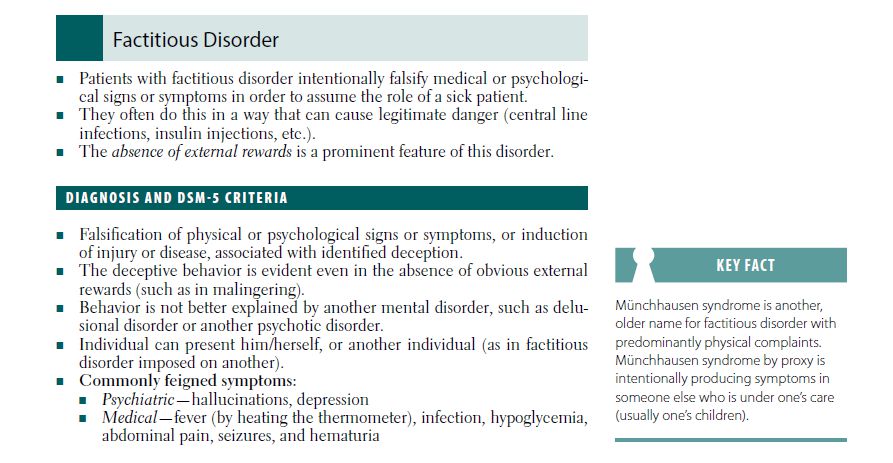 Factitious Disorder
■ Patients with factitious disorder intentionally falsify medical or psychologi-
cal signs or symptoms in order to assume the role of a sick patient.
■ They often do this in a way that can cause legitimate danger (central line
infections, insulin injections, etc.).
■ The absence of external rewards is a prominent feature of this disorder.
DIAGNOSIS AND DSM-5 CRITERIA
■ Falsification of physical or psychological signs or symptoms, or induction
of injury or disease, associated with identified deception.
■ The deceptive behavior is evident even in the absence of obvious external
rewards (such as in malingering).
■ Behavior is not better explained by another mental disorder, such as delu-
sional disorder or another psychotic disorder.
■ Individual can present him/herself, or another individual (as in factitious
disorder imposed on another).
■ Commonly feigned symptoms:
■ Psychiatric—hallucinations, depression
■ Medical—fever (by heating the thermometer), infection, hypoglycemia,
abdominal pain, seizures, and hematuria
KEY FACT
Münchhausen syndrome is another,
older name for factitious disorder with
predominantly physical complaints.
Münchhausen syndrome by proxy is
intentionally producing symptoms in
someone else who is under one's care
(usually one's children).